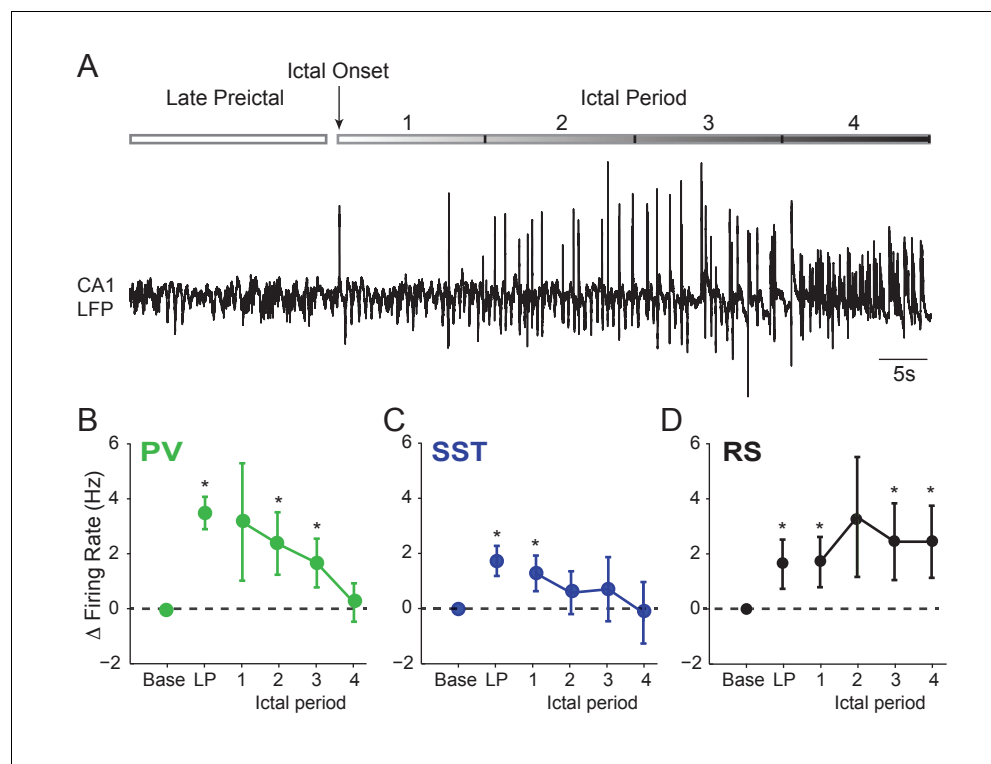 A
Ictal Onset
Late Preictal
Ictal Period
1 2 3 4
CA1
LFP
5s
B
C
D
PV
SST
RS
Δ Firing Rate (Hz)
6
4
2
0
−2
* * *
Base LP 1 2 3 4
Ictal period
6
4
2
0
−2
* *
Base LP 1 2 3 4
Ictal period
6
4
2
0
−2
* * * *
Base LP 1 2 3 4
Ictal period